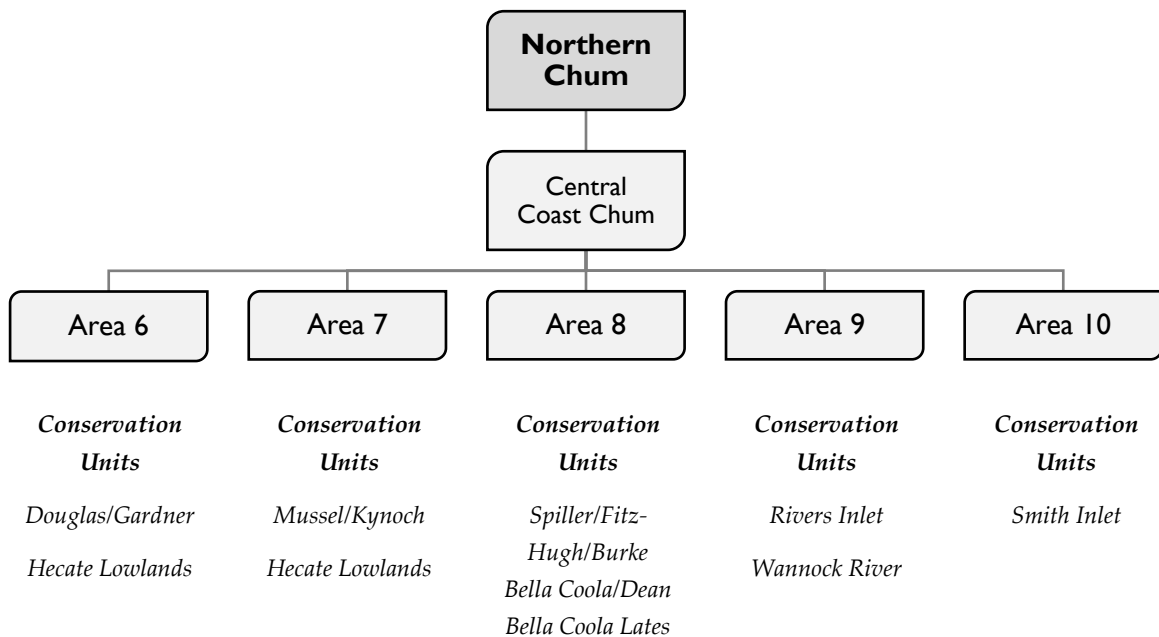 Northern
Chum
Central
Coast Chum
Area 6
Area 7
Area 8
Area 9
Area 10
Conservation
Units
Douglas/Gardner
Hecate Lowlands
Conservation
Units
Mussel/Kynoch
Hecate Lowlands
Conservation
Units
Spiller/Fitz-
Hugh/Burke
Bella Coola/Dean
Bella Coola Lates
Conservation
Units
Rivers Inlet
Wannock River
Conservation
Units
Smith Inlet